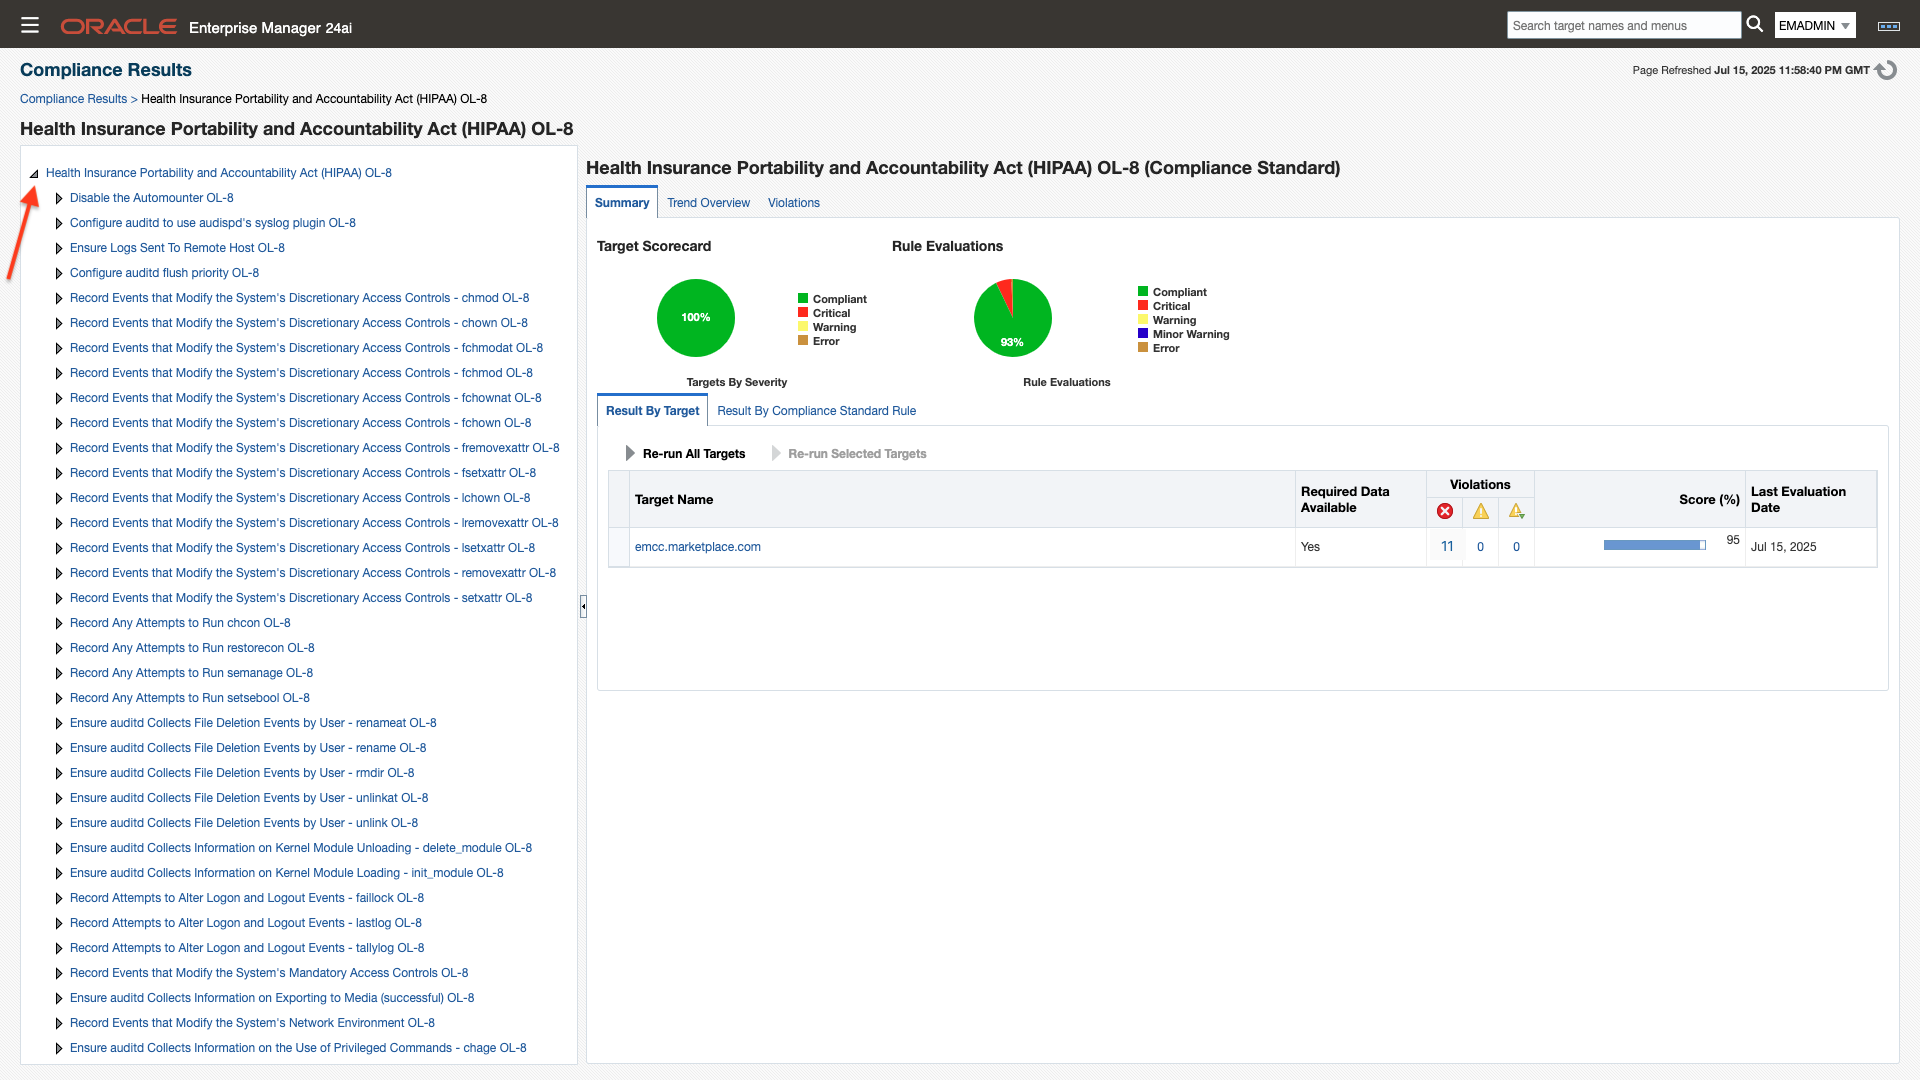 ORACLE Enterprise Manager 24ai
Search target names and menus
EMADMIN
Compliance Results
Page Refreshed Jul 15, 2025 11:58:40 PM GMT
Compliance Results > Health Insurance Portability and Accountability Act (HIPAA) OL-8
Health Insurance Portability and Accountability Act (HIPAA) OL-8
Health Insurance Portability and Accountability Act (HIPAA) OL-8
Disable the Automounter OL-8
Configure auditd to use audispd's syslog plugin OL-8
Ensure Logs Sent To Remote Host OL-8
Configure auditd flush priority OL-8
Record Events that Modify the System's Discretionary Access Controls - chmod OL-8
Record Events that Modify the System's Discretionary Access Controls - chown OL-8
Record Events that Modify the System's Discretionary Access Controls - fchmodat OL-8
Record Events that Modify the System's Discretionary Access Controls - fchmod OL-8
Record Events that Modify the System's Discretionary Access Controls - fchownat OL-8
Record Events that Modify the System's Discretionary Access Controls - fchown OL-8
Record Events that Modify the System's Discretionary Access Controls - fremovexattr OL-8
Record Events that Modify the System's Discretionary Access Controls - fsetxattr OL-8
Record Events that Modify the System's Discretionary Access Controls - lchown OL-8
Record Events that Modify the System's Discretionary Access Controls - lremovexattr OL-8
Record Events that Modify the System's Discretionary Access Controls - lsetxattr OL-8
Record Events that Modify the System's Discretionary Access Controls - removexattr OL-8
Record Events that Modify the System's Discretionary Access Controls - setxattr OL-8
Record Any Attempts to Run chcon OL-8
Record Any Attempts to Run restorecon OL-8
Record Any Attempts to Run semanage OL-8
Record Any Attempts to Run setsebool OL-8
Ensure auditd Collects File Deletion Events by User - renameat OL-8
Ensure auditd Collects File Deletion Events by User - rename OL-8
Ensure auditd Collects File Deletion Events by User - rmdir OL-8
Ensure auditd Collects File Deletion Events by User - unlinkat OL-8
Ensure auditd Collects File Deletion Events by User - unlink OL-8
Ensure auditd Collects Information on Kernel Module Unloading - delete_module OL-8
Ensure auditd Collects Information on Kernel Module Loading - init_module OL-8
Record Attempts to Alter Logon and Logout Events - faillock OL-8
Record Attempts to Alter Logon and Logout Events - lastlog OL-8
Record Attempts to Alter Logon and Logout Events - tallylog OL-8
Record Events that Modify the System's Mandatory Access Controls OL-8
Ensure auditd Collects Information on Exporting to Media (successful) OL-8
Record Events that Modify the System's Network Environment OL-8
Ensure auditd Collects Information on the Use of Privileged Commands - chage OL-8
Health Insurance Portability and Accountability Act (HIPAA) OL-8 (Compliance Standard)
Summary Trend Overview Violations
Target Scorecard
100%
Compliant
Critical
Warning
Error
Targets By Severity
Rule Evaluations
93%
Compliant
Critical
Warning
Minor Warning
Error
Rule Evaluations
Result By Target Result By Compliance Standard Rule
Re-run All Targets Re-run Selected Targets
Target Name Required Data Available Violations Score (%) Last Evaluation Date
emcc.marketplace.com Yes 11 0 0 95 Jul 15, 2025